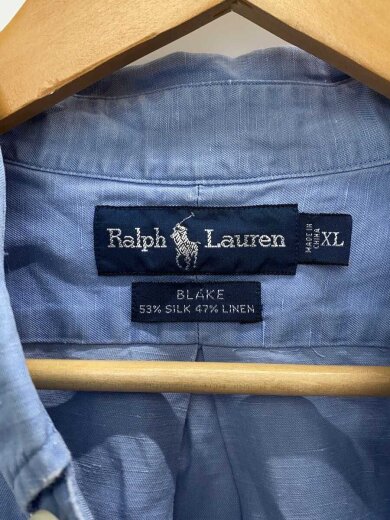 Ralph Lauren
MADE IN
CHINA
XL
BLAKE
53% SILK 47% LINEN